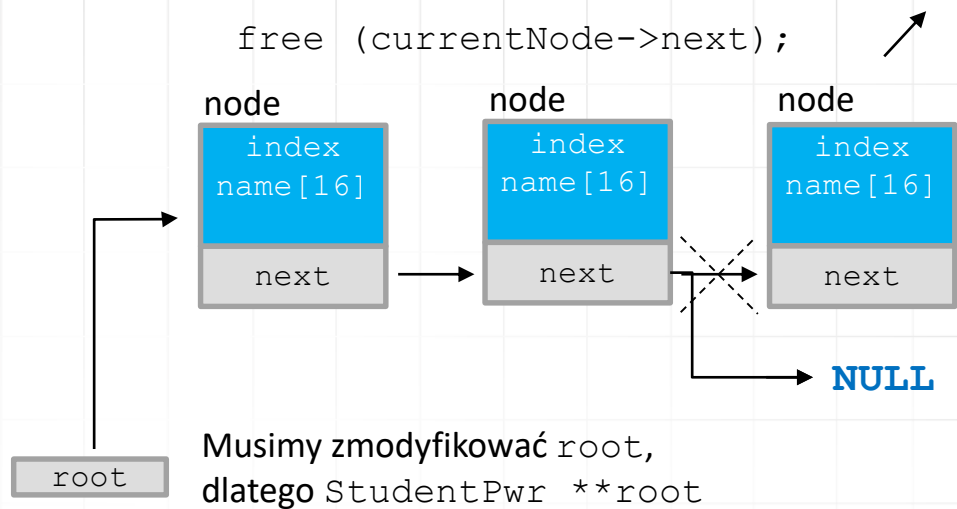 free (currentNode->next);
node
node
node
index
name[16]
next
index
name[16]
next
index
name[16]
next
NULL
root
Musimy zmodyfikować root,
dlatego StudentPwr **root